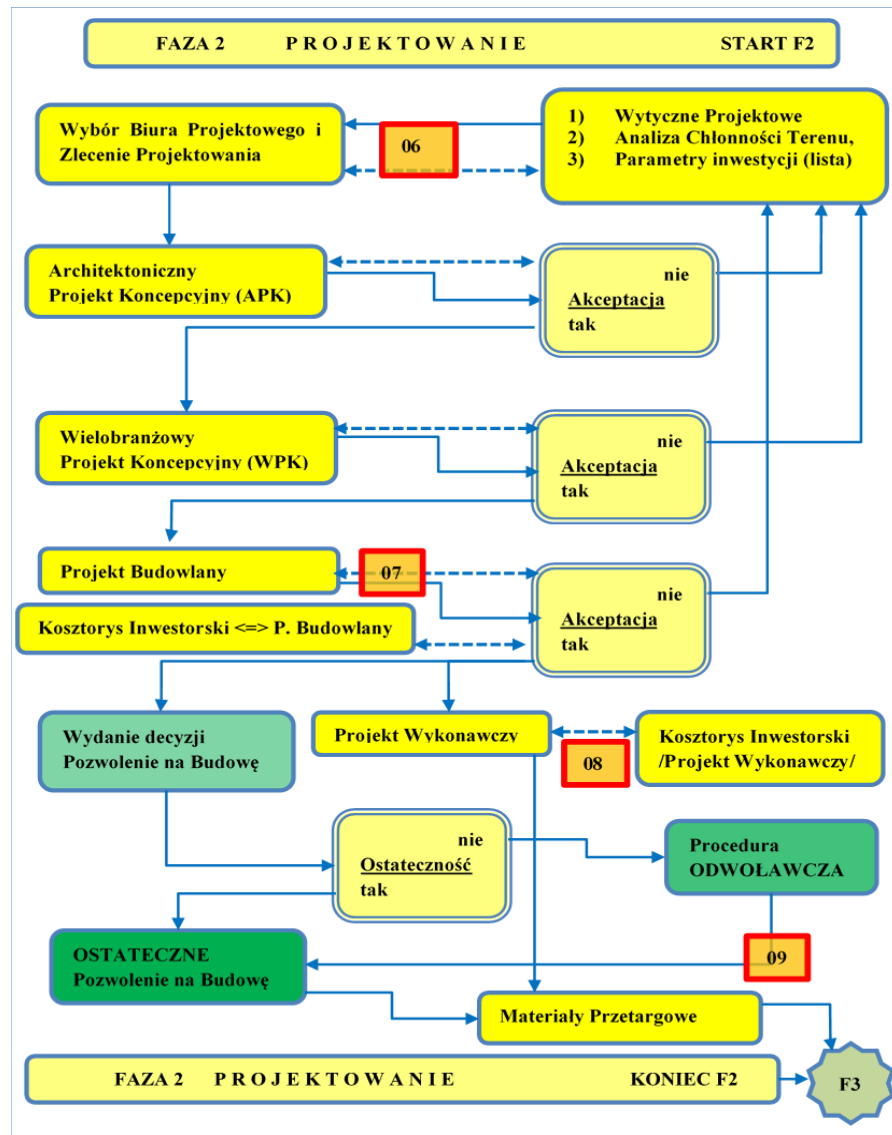 FAZA 2 P R O J E K T O W A N I E START F2
Wybór Biura Projektowego i
Zlecenie Projektowania
06
1) Wytyczne Projektowe
2) Analiza Chłonności Terenu,
3) Parametry inwestycji (lista)
Architektoniczny
Projekt Koncepcyjny (APK)
nie
Akceptacja
tak
Wielobranżowy
Projekt Koncepcyjny (WPK)
nie
Akceptacja
tak
Projekt Budowlany
07
Kosztorys Inwestorski <=> P. Budowlany
nie
Akceptacja
tak
Wydanie decyzji
Pozwolenie na Budowę
Projekt Wykonawczy
08
Kosztorys Inwestorski
/Projekt Wykonawczy/
nie
Ostateczność
tak
Procedura
ODWOŁAWCZA
09
OSTATECZNE
Pozwolenie na Budowę
Materiały Przetargowe
FAZA 2 P R O J E K T O W A N I E KONIEC F2
F3